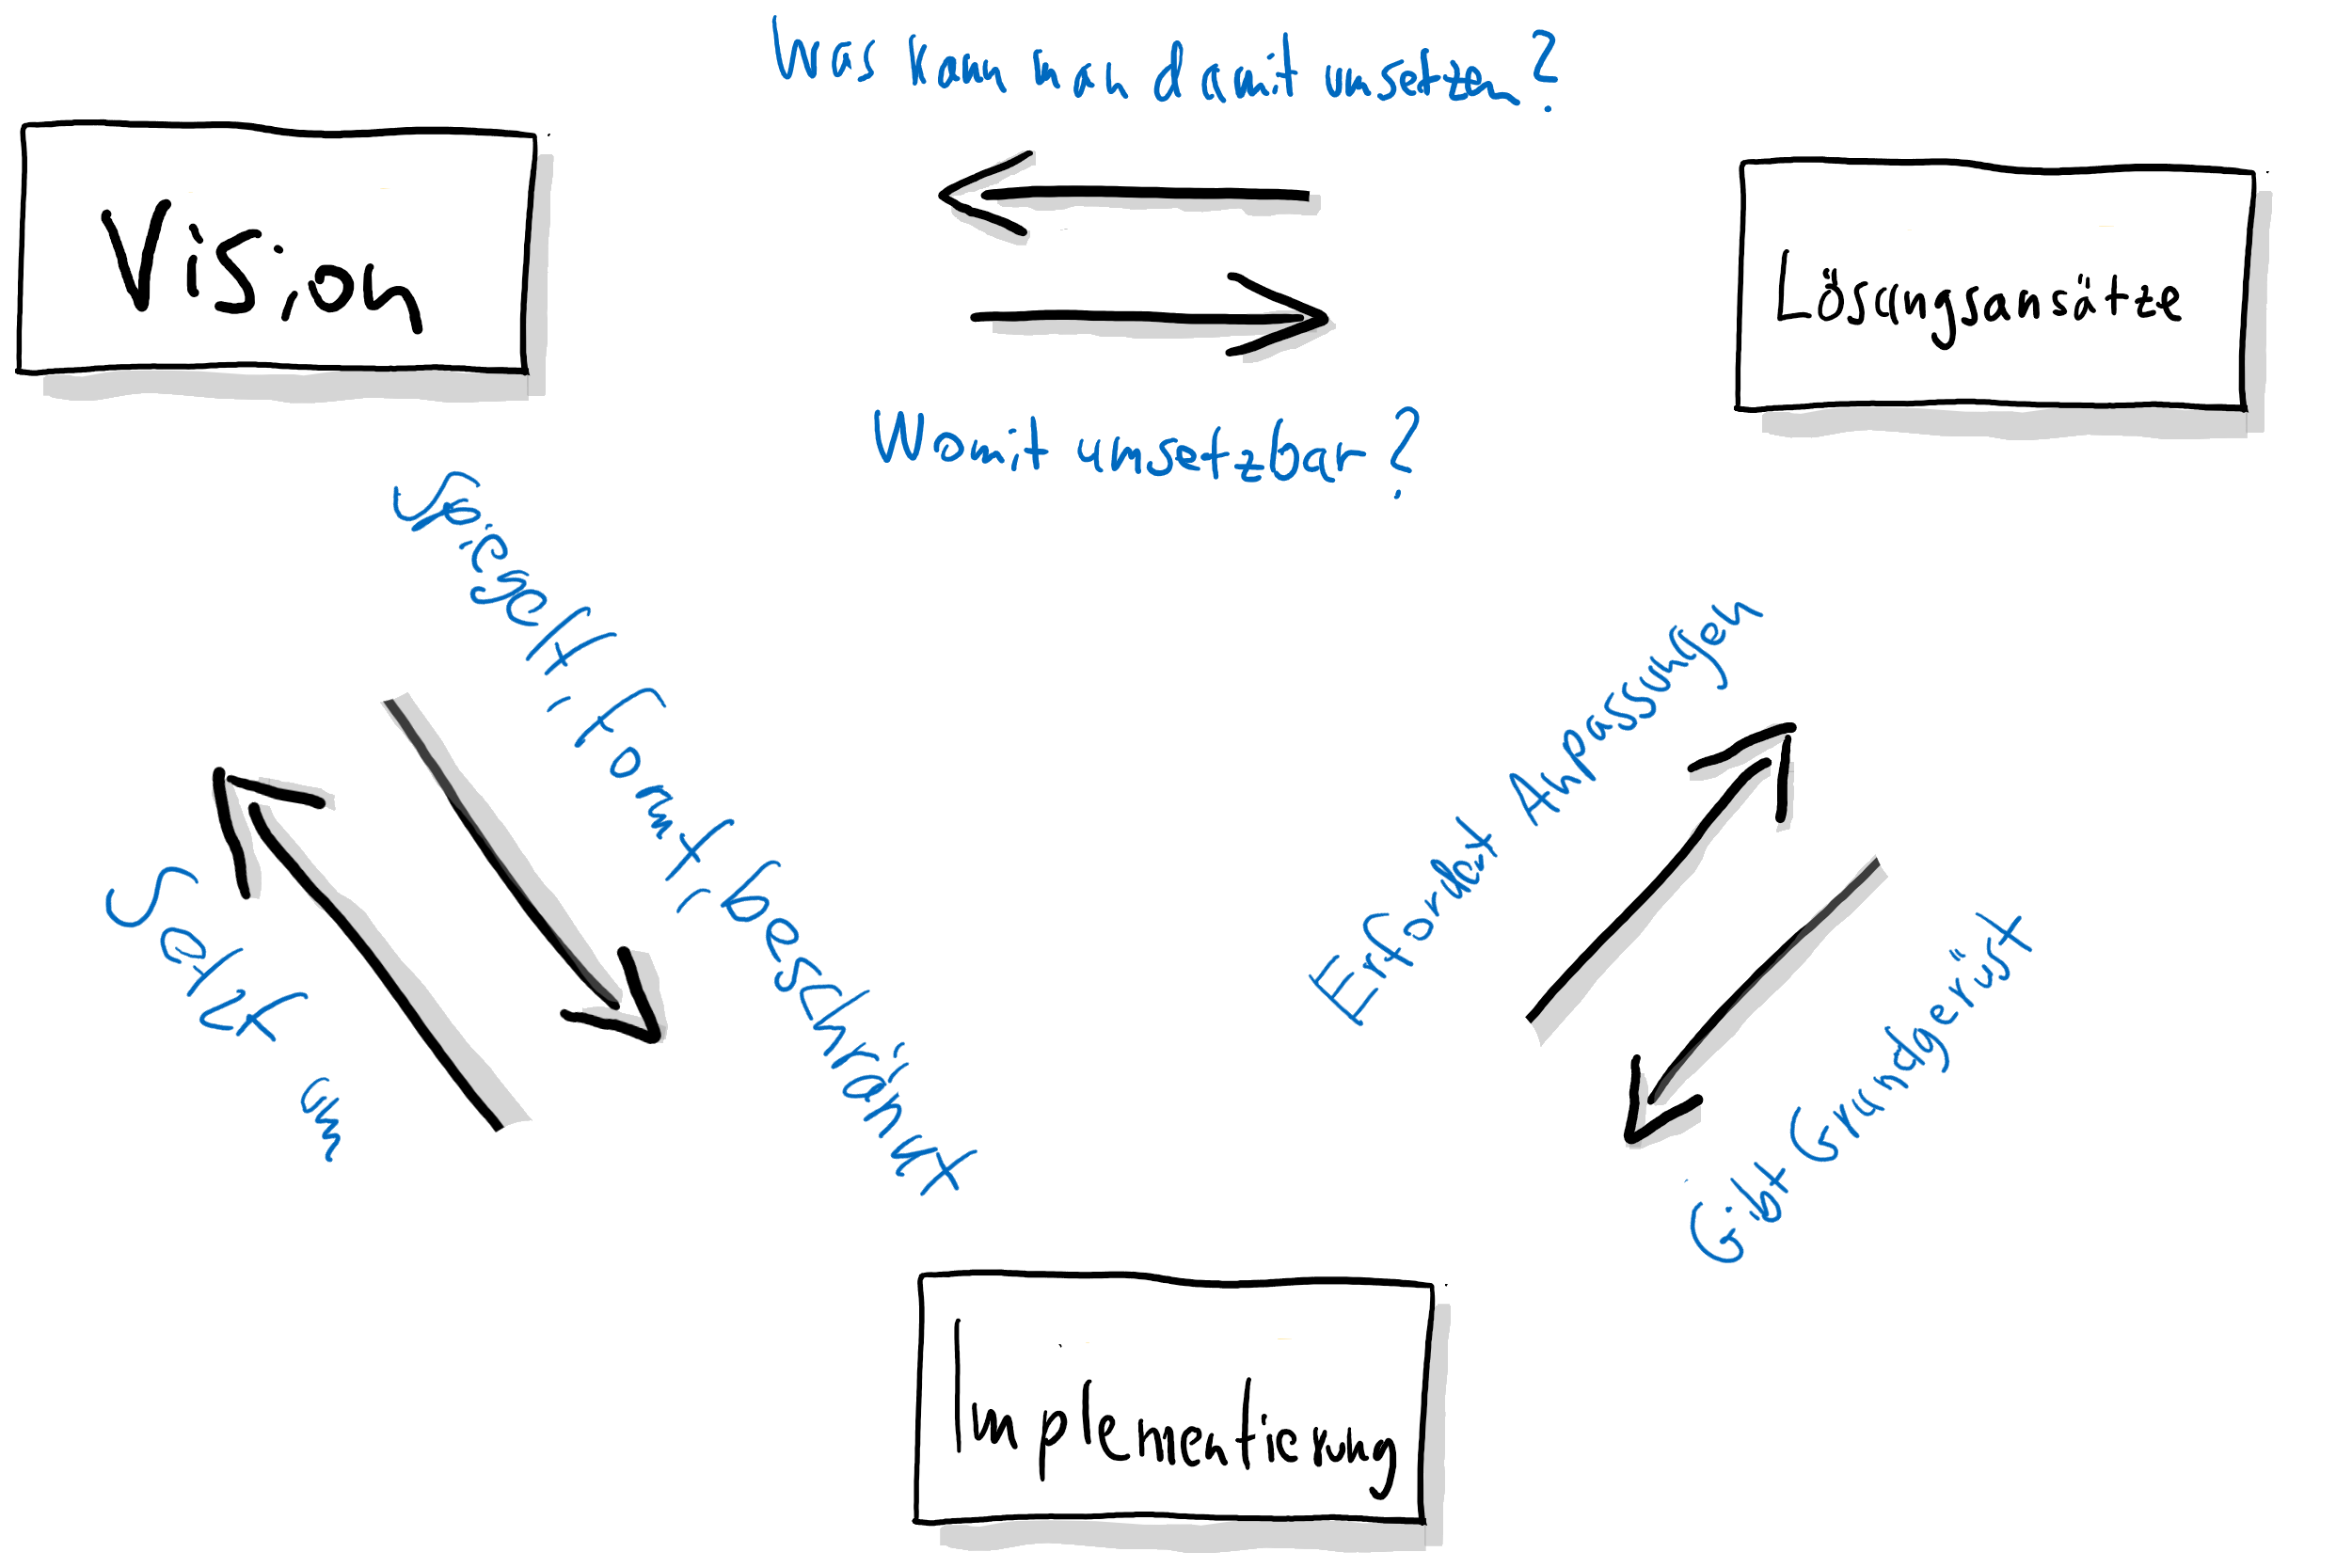 Was kann man damit umsetzen?
Vision
Lösungsansätze
Womit umsetzbar?
Spiegelt, Formt, beschränkt
Erfordert Anpassungen
Setzt um
Gibt Grundgerüst
Implementierung